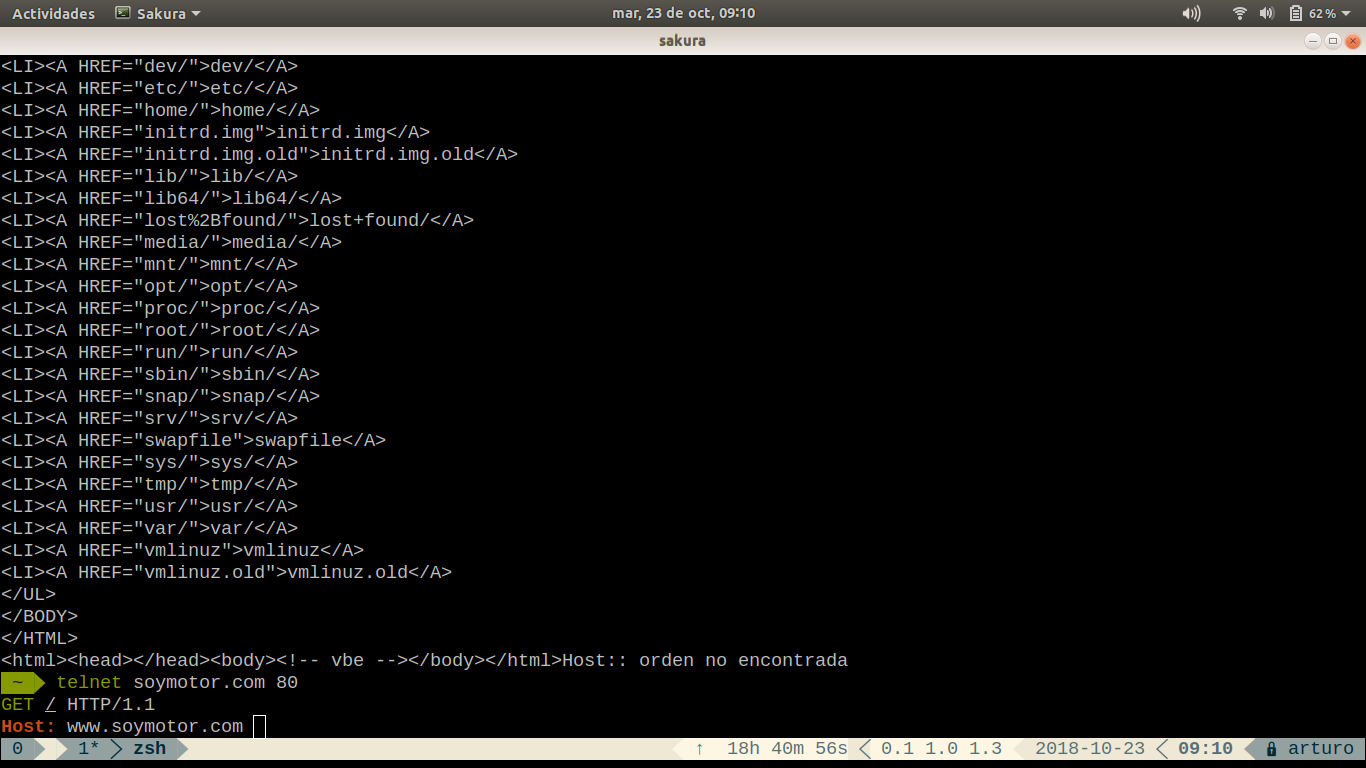 Actividades Sakura mar, 23 de oct, 09:10 62 %
sakura
<LI><A HREF="dev/">dev/</A>
<LI><A HREF="etc/">etc/</A>
<LI><A HREF="home/">home/</A>
<LI><A HREF="initrd.img">initrd.img</A>
<LI><A HREF="initrd.img.old">initrd.img.old</A>
<LI><A HREF="lib/">lib/</A>
<LI><A HREF="lib64/">lib64/</A>
<LI><A HREF="lost%2Bfound/">lost+found/</A>
<LI><A HREF="media/">media/</A>
<LI><A HREF="mnt/">mnt/</A>
<LI><A HREF="opt/">opt/</A>
<LI><A HREF="proc/">proc/</A>
<LI><A HREF="root/">root/</A>
<LI><A HREF="run/">run/</A>
<LI><A HREF="sbin/">sbin/</A>
<LI><A HREF="snap/">snap/</A>
<LI><A HREF="srv/">srv/</A>
<LI><A HREF="swapfile">swapfile</A>
<LI><A HREF="sys/">sys/</A>
<LI><A HREF="tmp/">tmp/</A>
<LI><A HREF="usr/">usr/</A>
<LI><A HREF="var/">var/</A>
<LI><A HREF="vmlinuz">vmlinuz</A>
<LI><A HREF="vmlinuz.old">vmlinuz.old</A>
</UL>
</BODY>
</HTML>
<html><head></head><body><!-- vbe --></body></html>Host:: orden no encontrada
~ telnet soymotor.com 80
GET / HTTP/1.1
Host: www.soymotor.com
0 1* zsh ↑ 18h 40m 56s 0.1 1.0 1.3 2018-10-23 09:10 arturo